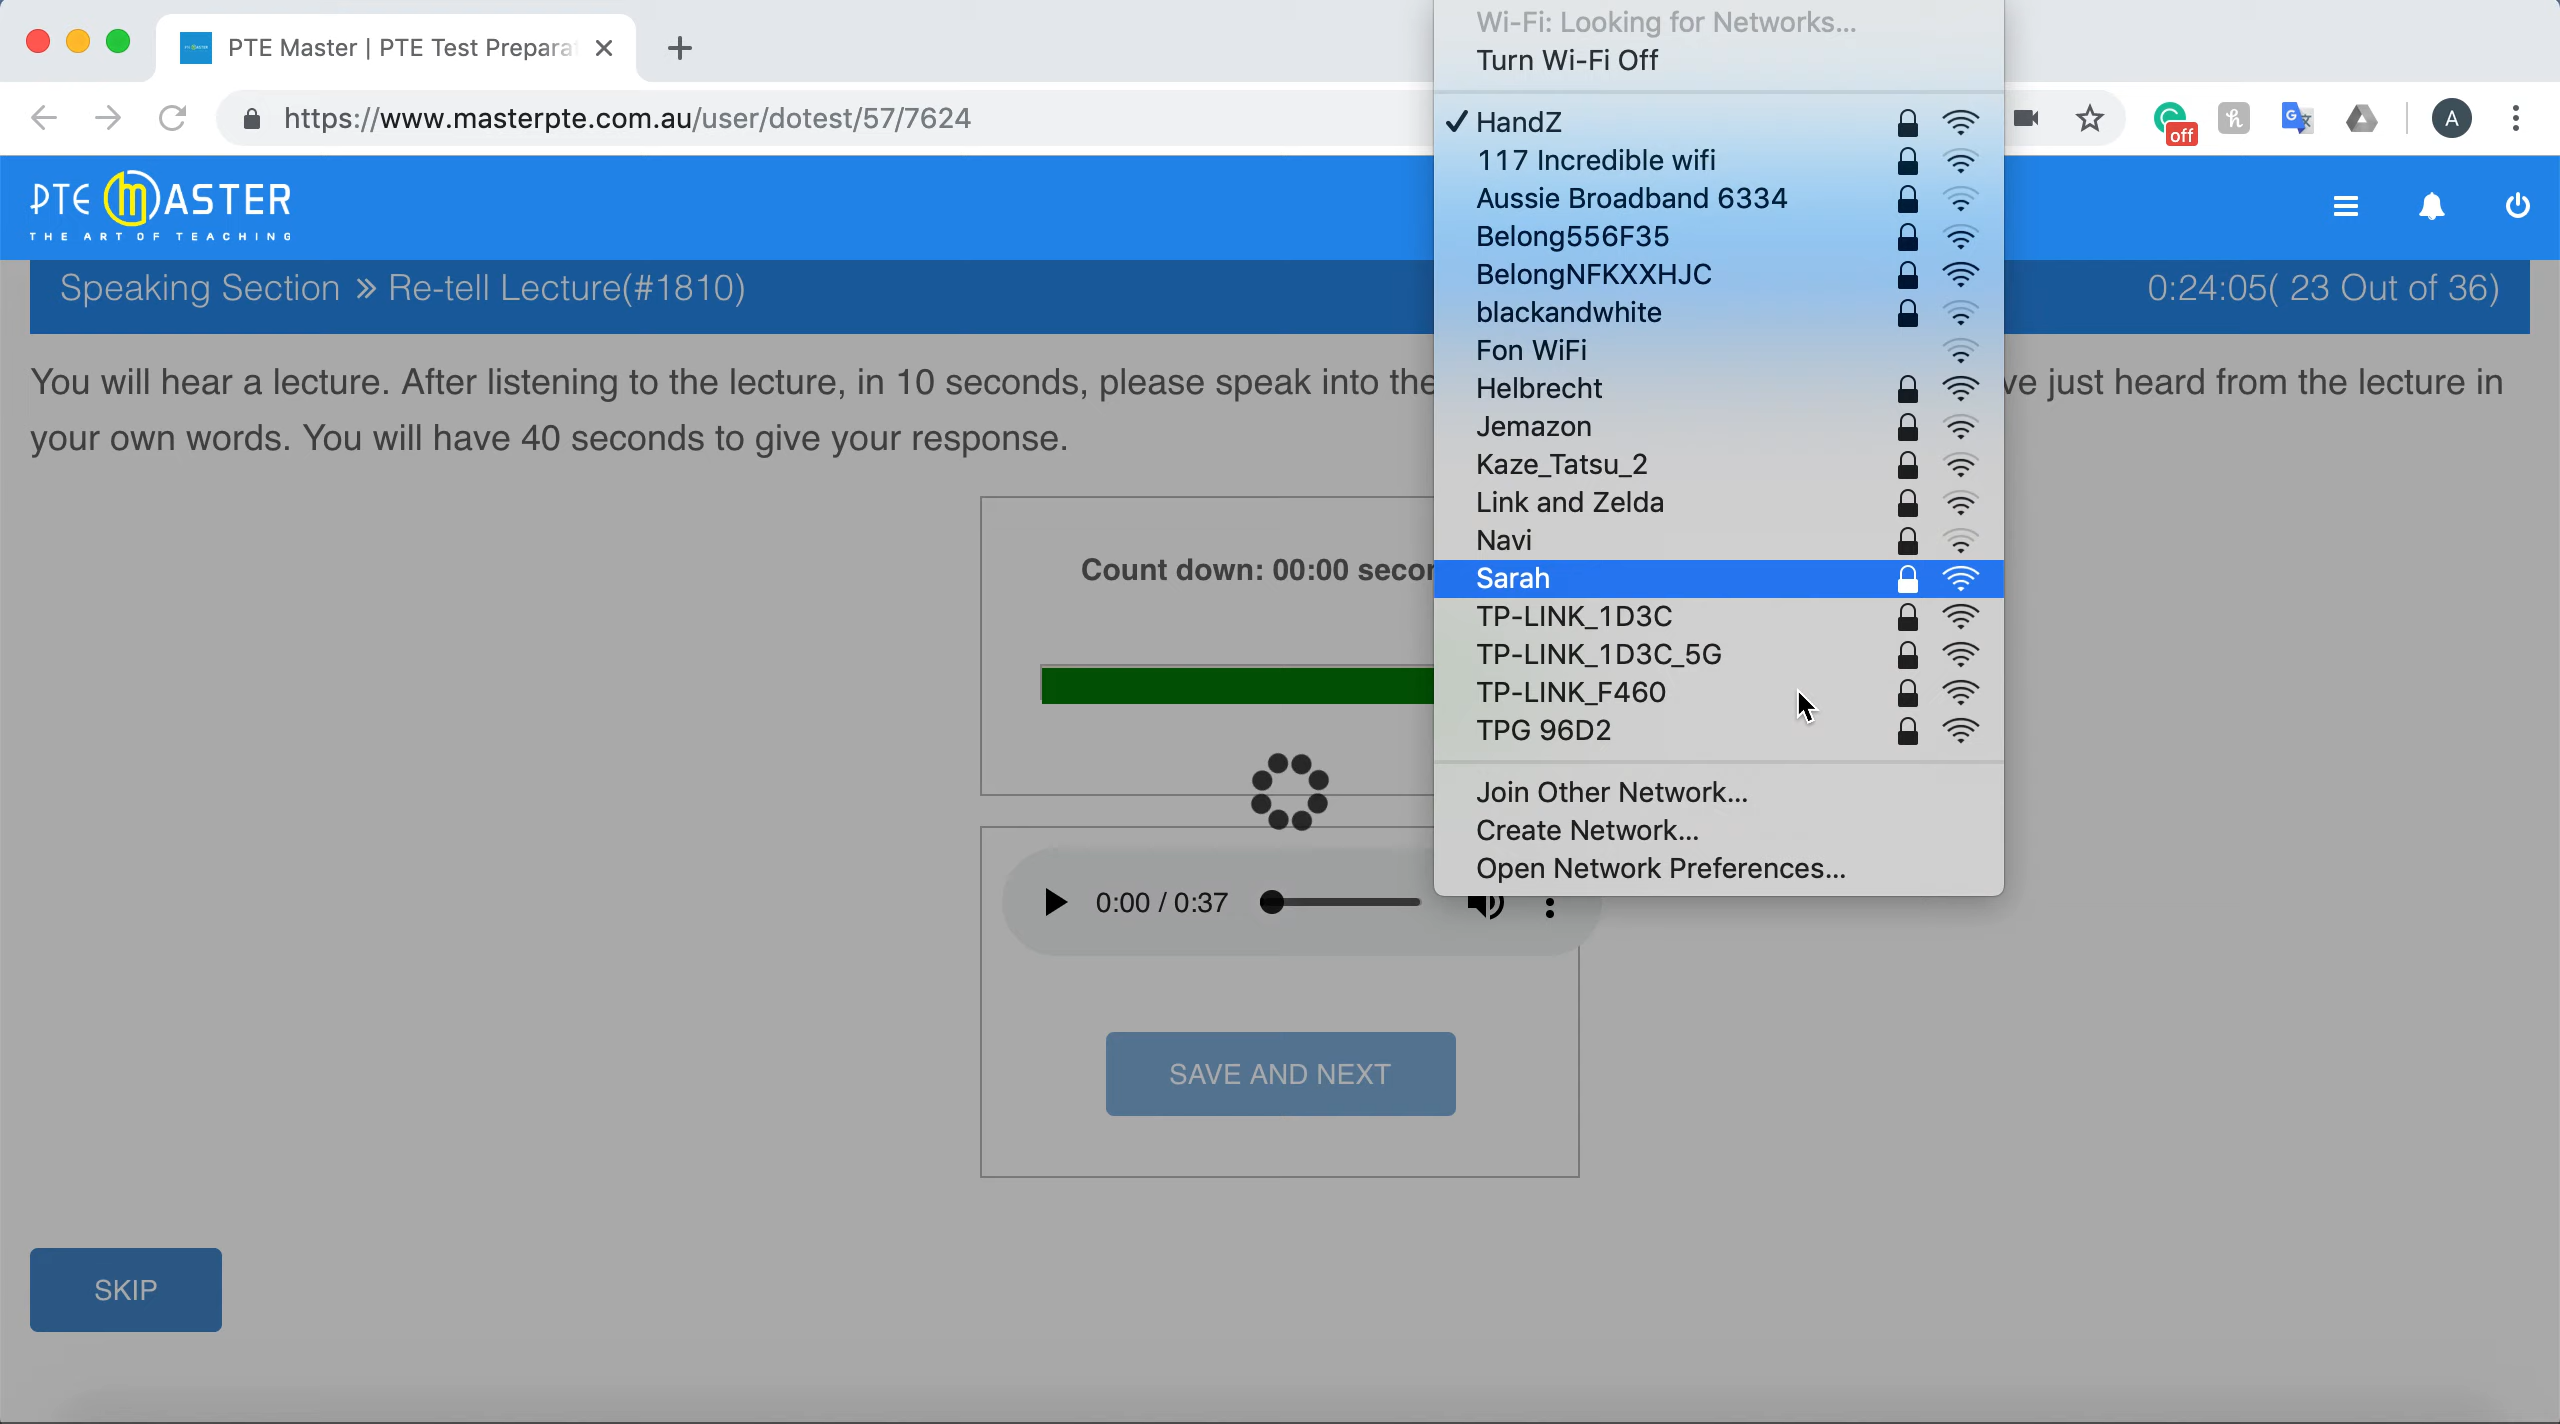 PTE Master | PTE Test Prepara
https://www.masterpte.com.au/user/dotest/57/7624
off
A
PTE MASTER
THE ART OF TEACHING
Speaking Section » Re-tell Lecture(#1810)
0:24:05( 23 Out of 36)
You will hear a lecture. After listening to the lecture, in 10 seconds, please speak into the
ve just heard from the lecture in
your own words. You will have 40 seconds to give your response.
Count down: 00:00 secon
0:00 / 0:37
SAVE AND NEXT
SKIP
Wi-Fi: Looking for Networks...
Turn Wi-Fi Off
✓ HandZ
117 Incredible wifi
Aussie Broadband 6334
Belong556F35
BelongNFKXXHJC
blackandwhite
Fon WiFi
Helbrecht
Jemazon
Kaze_Tatsu_2
Link and Zelda
Navi
Sarah
TP-LINK_1D3C
TP-LINK_1D3C_5G
TP-LINK_F460
TPG 96D2
Join Other Network...
Create Network...
Open Network Preferences...